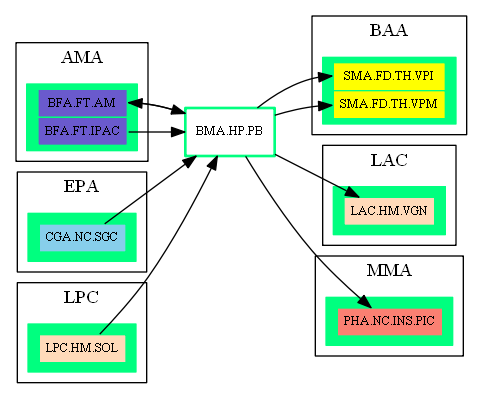 AMA
BFA.FT.AM
BFA.FT.IPAC
EPA
CGA.NC.SGC
LPC
LPC.HM.SOL
BMA.HP.PB
BAA
SMA.FD.TH.VPI
SMA.FD.TH.VPM
LAC
LAC.HM.VGN
MMA
PHA.NC.INS.PIC